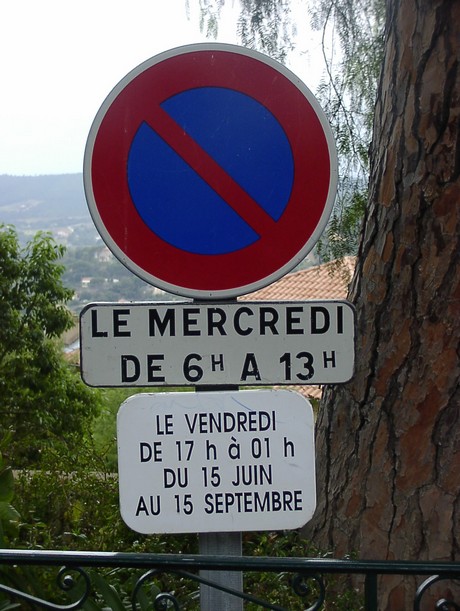 LE MERCREDI
DE 6H A 13H
LE VENDREDI
DE 17 h à 01 h
DU 15 JUIN
AU 15 SEPTEMBRE